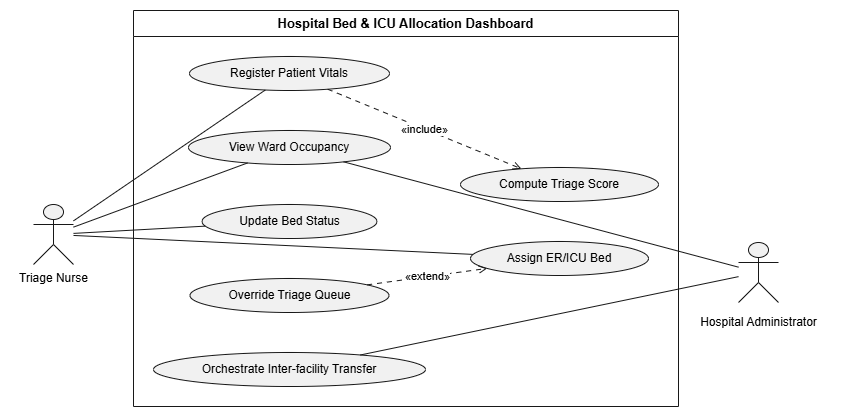 Hospital Bed & ICU Allocation Dashboard
Register Patient Vitals
«include»
View Ward Occupancy
Compute Triage Score
Update Bed Status
Assign ER/ICU Bed
Triage Nurse
«extend»
Override Triage Queue
Hospital Administrator
Orchestrate Inter-facility Transfer